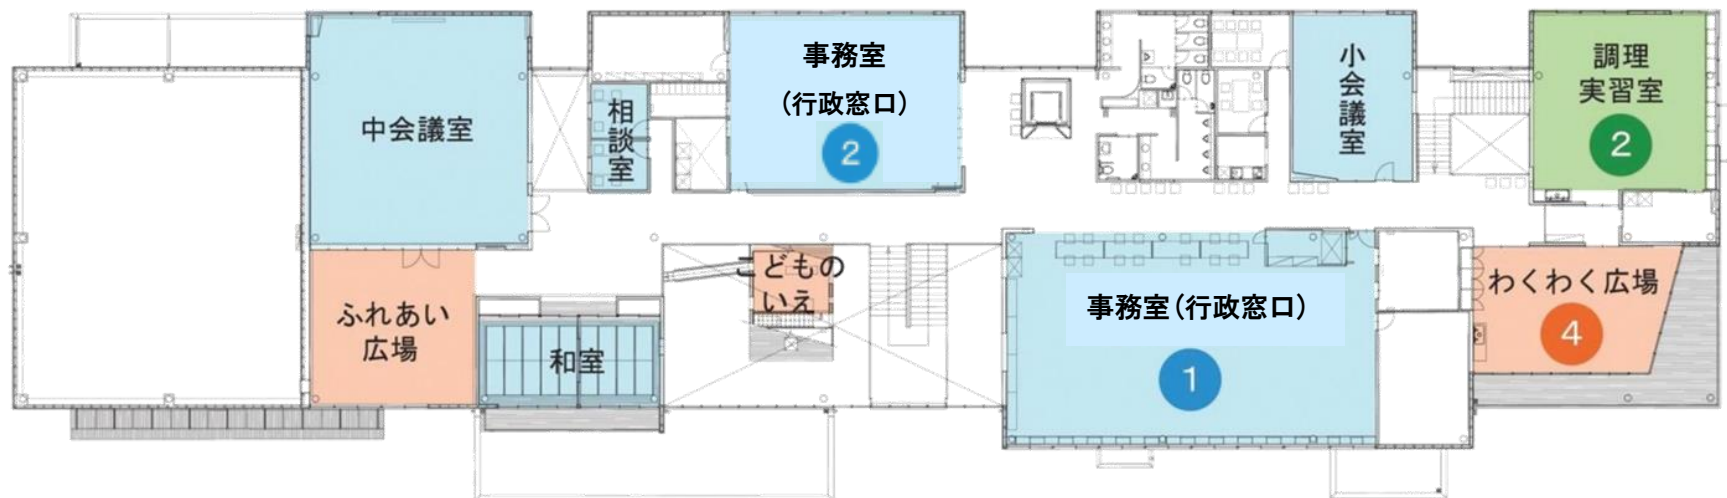 事務室
（行政窓口）
2
中会議室
相談室
小会議室
調理
実習室
2
ふれあい
広場
和室
こどもの
いえ
事務室（行政窓口）
1
わくわく広場
4